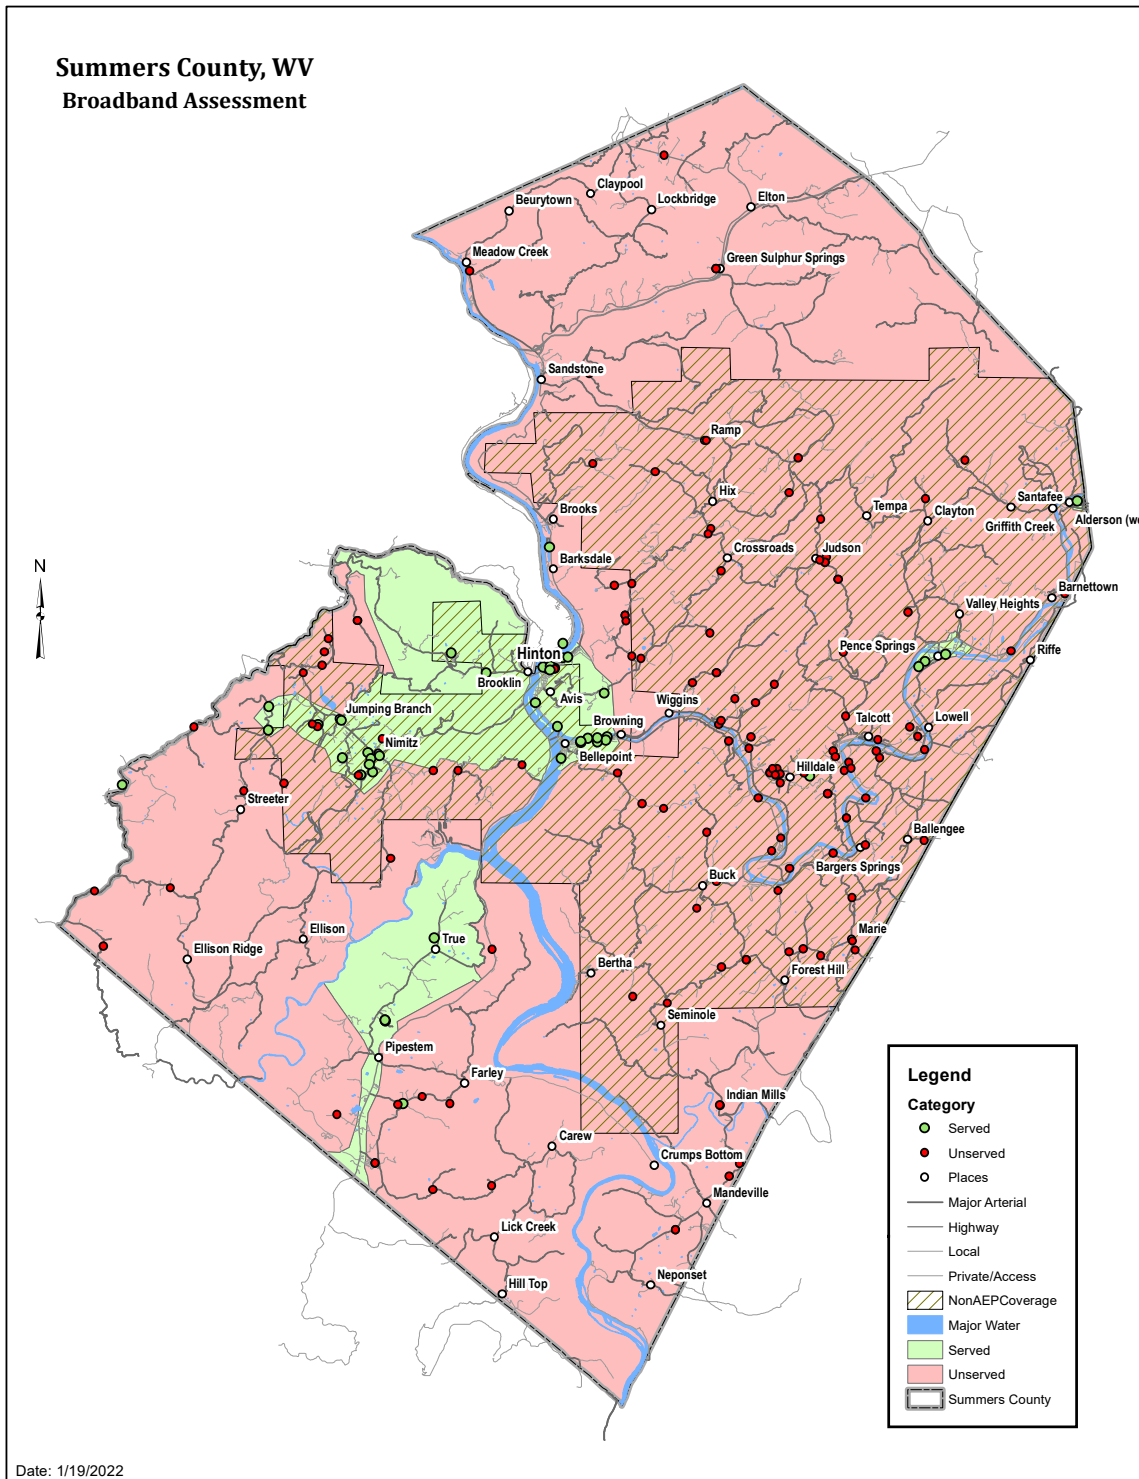 Summers County, WV
Broadband Assessment
Claypool
Beurytown
Lockbridge
Elton
Meadow Creek
Green Sulphur Springs
Sandstone
Ramp
Hix
Santafee
Tempa
Clayton
Griffith Creek
Alderson (we
Brooks
Crossroads
Judson
Barksdale
N
Barnettown
Valley Heights
Pence Springs
Riffe
Hinton
Brooklin
Avis
Wiggins
Jumping Branch
Browning
Talcott
Lowell
Nimitz
Bellepoint
Hilldale
Streeter
Ballengee
Bargers Springs
Buck
Ellison
True
Marie
Ellison Ridge
Bertha
Forest Hill
Seminole
Pipestem
Farley
Indian Mills
Carew
Crumps Bottom
Mandeville
Lick Creek
Neponset
Hill Top
Legend
Category
Served
Unserved
Places
Major Arterial
Highway
Local
Private/Access
NonAEPCoverage
Major Water
Served
Unserved
Summers County
Date: 1/19/2022